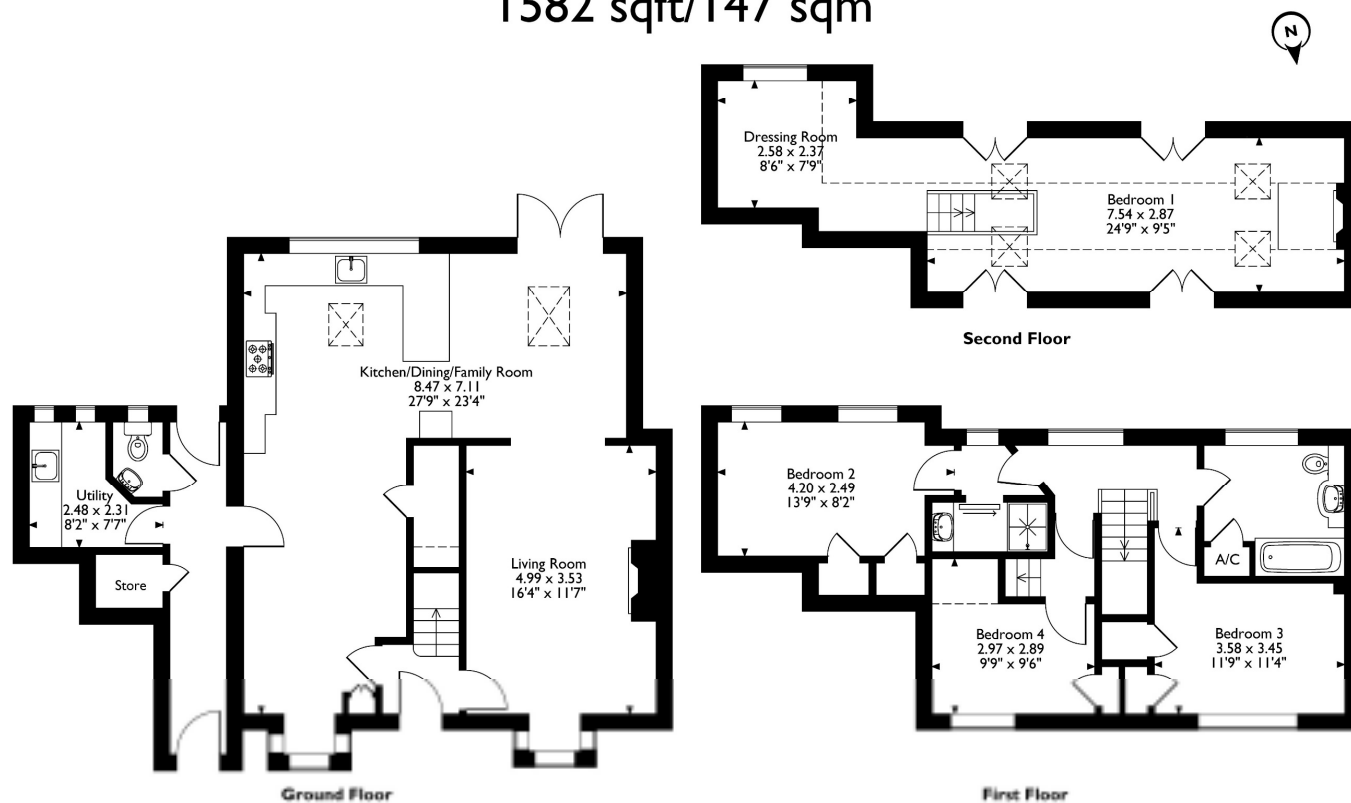 1582 sqft/147 sqm
N
Dressing Room
2.58 x 2.37
8'6" x 7'9"
Bedroom 1
7.54 x 2.87
24'9" x 9'5"
Second Floor
Kitchen/Dining/Family Room
8.47 x 7.11
27'9" x 23'4"
Utility
2.48 x 2.31
8'2" x 7'7"
Store
Living Room
4.99 x 3.53
16'4" x 11'7"
Ground Floor
Bedroom 2
4.20 x 2.49
13'9" x 8'2"
A/C
Bedroom 4
2.97 x 2.89
9'9" x 9'6"
Bedroom 3
3.58 x 3.45
11'9" x 11'4"
First Floor